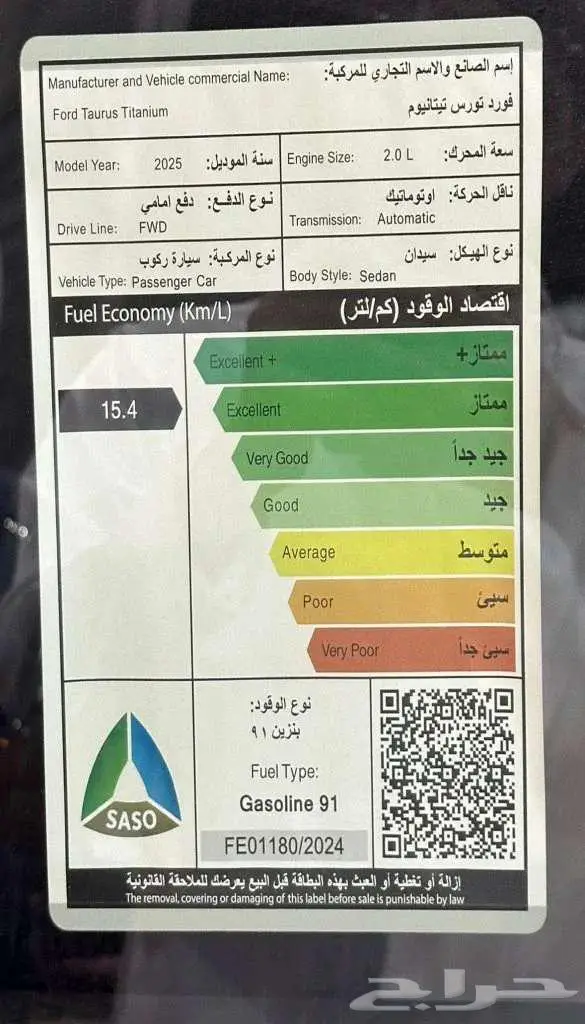 إسم الصانع والاسم التجاري للمركبة:
Manufacturer and Vehicle commercial Name:
فورد تورس تيتانيوم
Ford Taurus Titanium
Model Year: 2025 سنة الموديل:
Engine Size: 2.0 L سعة المحرك:
نوع الدفع: دفع امامي
Drive Line: FWD
ناقل الحركة: اوتوماتيك
Transmission: Automatic
نوع المركبة: سيارة ركوب
Vehicle Type: Passenger Car
نوع الهيكل: سيدان
Body Style: Sedan
Fuel Economy (Km/L) اقتصاد الوقود (كم/لتر)
15.4
Excellent + ممتاز+
Excellent ممتاز
Very Good جيد جداً
Good جيد
Average متوسط
Poor سيئ
Very Poor سيئ جداً
SASO
نوع الوقود:
بنزين ٩١
Fuel Type:
Gasoline 91
FE01180/2024
إزالة أو تغطية أو العبث بهذه البطاقة قبل البيع يعرضك للملاحقة القانونية
The removal, covering or damaging of this label before sale is punishable by law
حراج